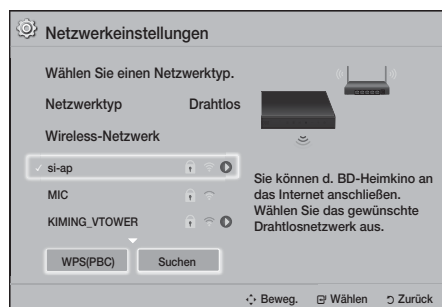 Netzwerkeinstellungen
Wählen Sie einen Netzwerktyp.
Netzwerktyp Drahtlos
Wireless-Netzwerk
si-ap
MIC
KIMING_VTOWER
WPS(PBC) Suchen
Sie können d. BD-Heimkino an
das Internet anschließen.
Wählen Sie das gewünschte
Drahtlosnetzwerk aus.
Beweg. Wählen Zurück